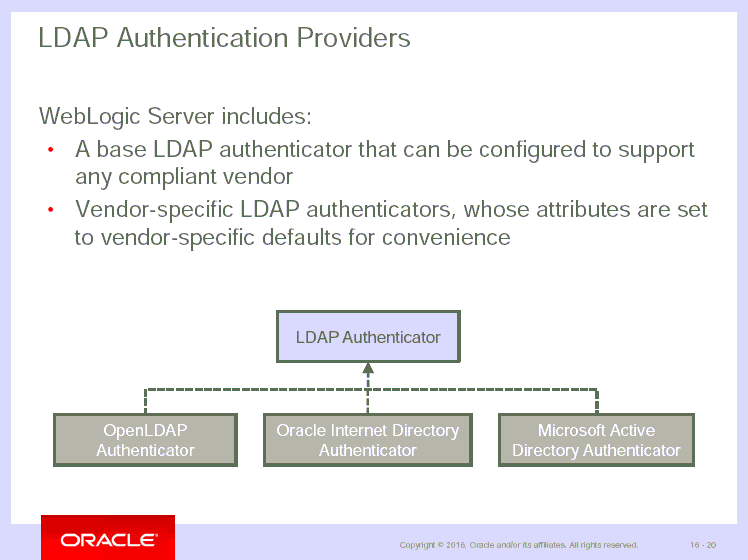 LDAP Authentication Providers
WebLogic Server includes:
• A base LDAP authenticator that can be configured to support
any compliant vendor
• Vendor-specific LDAP authenticators, whose attributes are set
to vendor-specific defaults for convenience
LDAP Authenticator
OpenLDAP
Authenticator
Oracle Internet Directory
Authenticator
Microsoft Active
Directory Authenticator
ORACLE
Copyright © 2016, Oracle and/or its affiliates. All rights reserved.
16 - 20